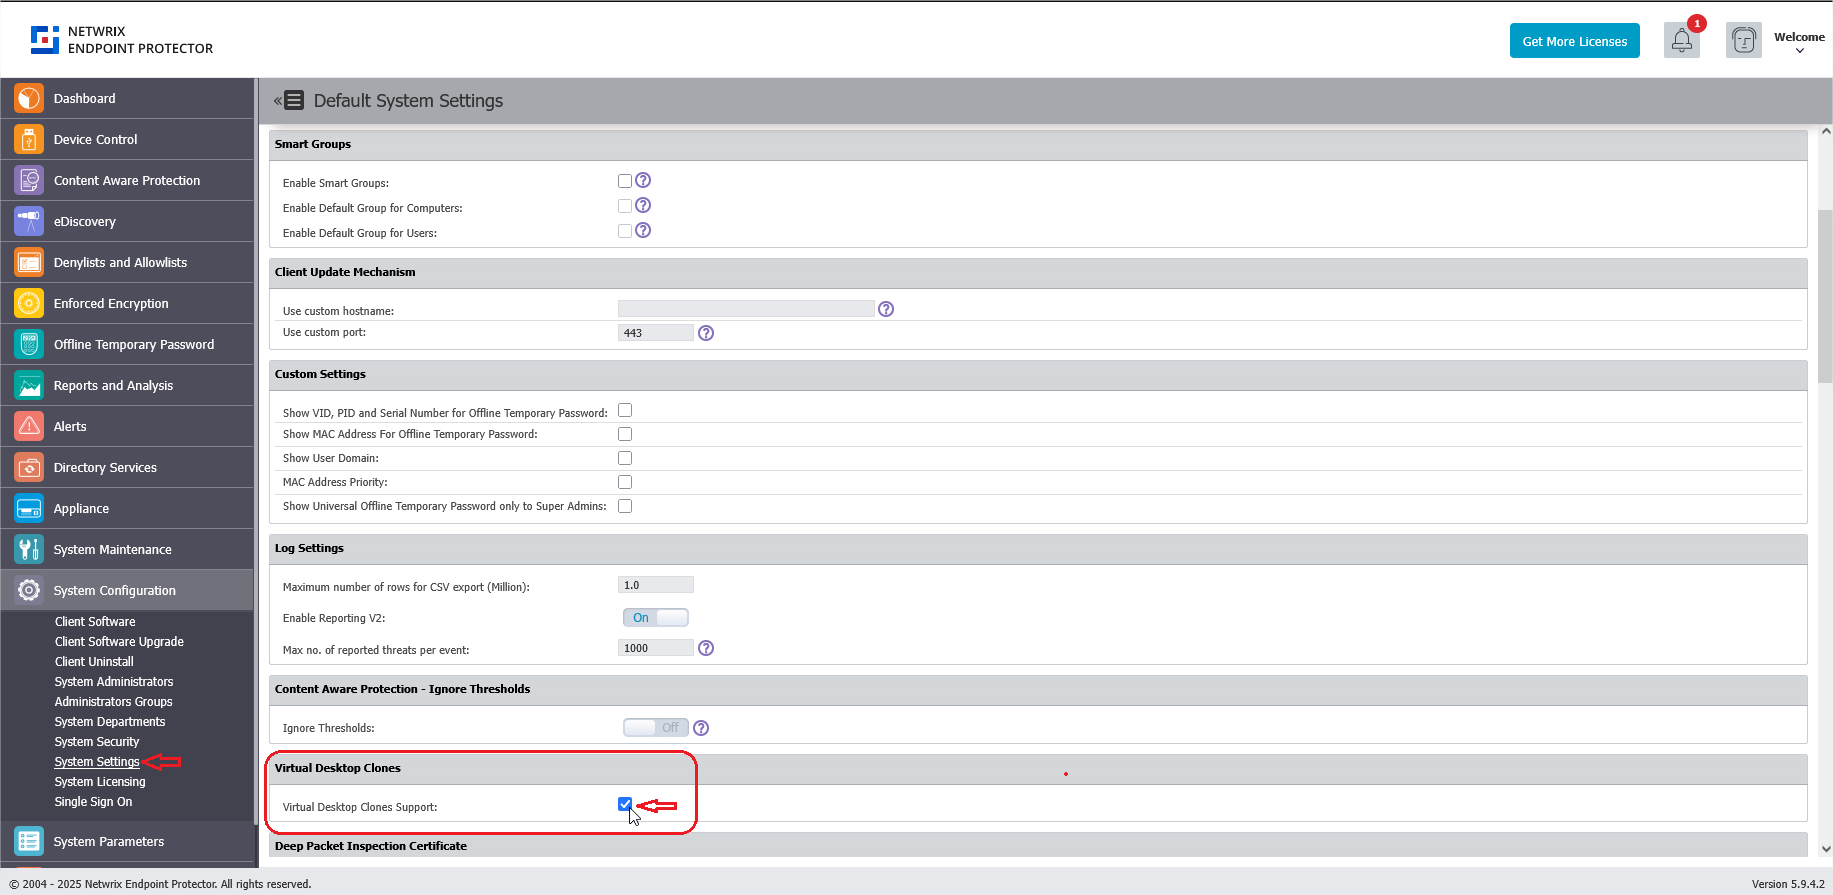 NETWRIX
ENDPOINT PROTECTOR
Get More Licenses
1
Welcome
Dashboard
Device Control
Content Aware Protection
eDiscovery
Denylists and Allowlists
Enforced Encryption
Offline Temporary Password
Reports and Analysis
Alerts
Directory Services
Appliance
System Maintenance
System Configuration
Client Software
Client Software Upgrade
Client Uninstall
System Administrators
Administrators Groups
System Departments
System Security
System Settings
System Licensing
Single Sign On
System Parameters
« Default System Settings
Smart Groups
Enable Smart Groups: ?
Enable Default Group for Computers: ?
Enable Default Group for Users: ?
Client Update Mechanism
Use custom hostname: ?
Use custom port: 443 ?
Custom Settings
Show VID, PID and Serial Number for Offline Temporary Password:
Show MAC Address For Offline Temporary Password:
Show User Domain:
MAC Address Priority:
Show Universal Offline Temporary Password only to Super Admins:
Log Settings
Maximum number of rows for CSV export (Million): 1.0
Enable Reporting V2: On
Max no. of reported threats per event: 1000 ?
Content Aware Protection - Ignore Thresholds
Ignore Thresholds: Off ?
Virtual Desktop Clones
Virtual Desktop Clones Support:
Deep Packet Inspection Certificate
© 2004 - 2025 Netwrix Endpoint Protector. All rights reserved.
Version 5.9.4.2